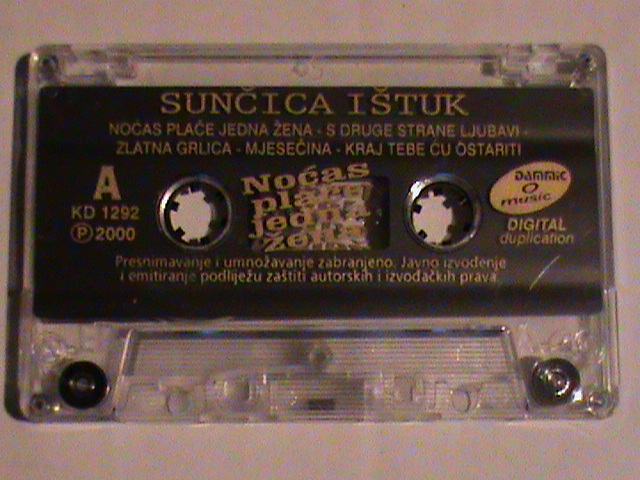 SUNČICA IŠTUK
NOĆAS PLAČE JEDNA ŽENA - S DRUGE STRANE LJUBAVI -
ZLATNA GRLICA - MJESEČINA - KRAJ TEBE ĆU OSTARITI
A
KD 1292
Ⓟ 2000
Noćas
plače
jedna
žena
DAMMIC
music
DIGITAL
duplication
Presnimavanje i umnožavanje zabranjeno. Javno izvođenje
i emitiranje podliježu zaštiti autorskih i izvođačkih prava